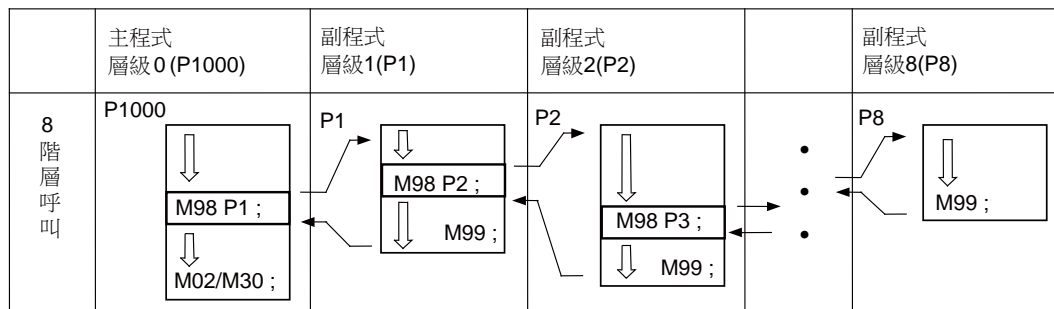 主程式
層級0(P1000)
副程式
層級1(P1)
副程式
層級2(P2)
副程式
層級8(P8)
8
階
層
呼
叫
P1000
M98 P1 ;
M02/M30 ;
P1
M98 P2 ;
M99 ;
P2
M98 P3 ;
M99 ;
P8
M99 ;